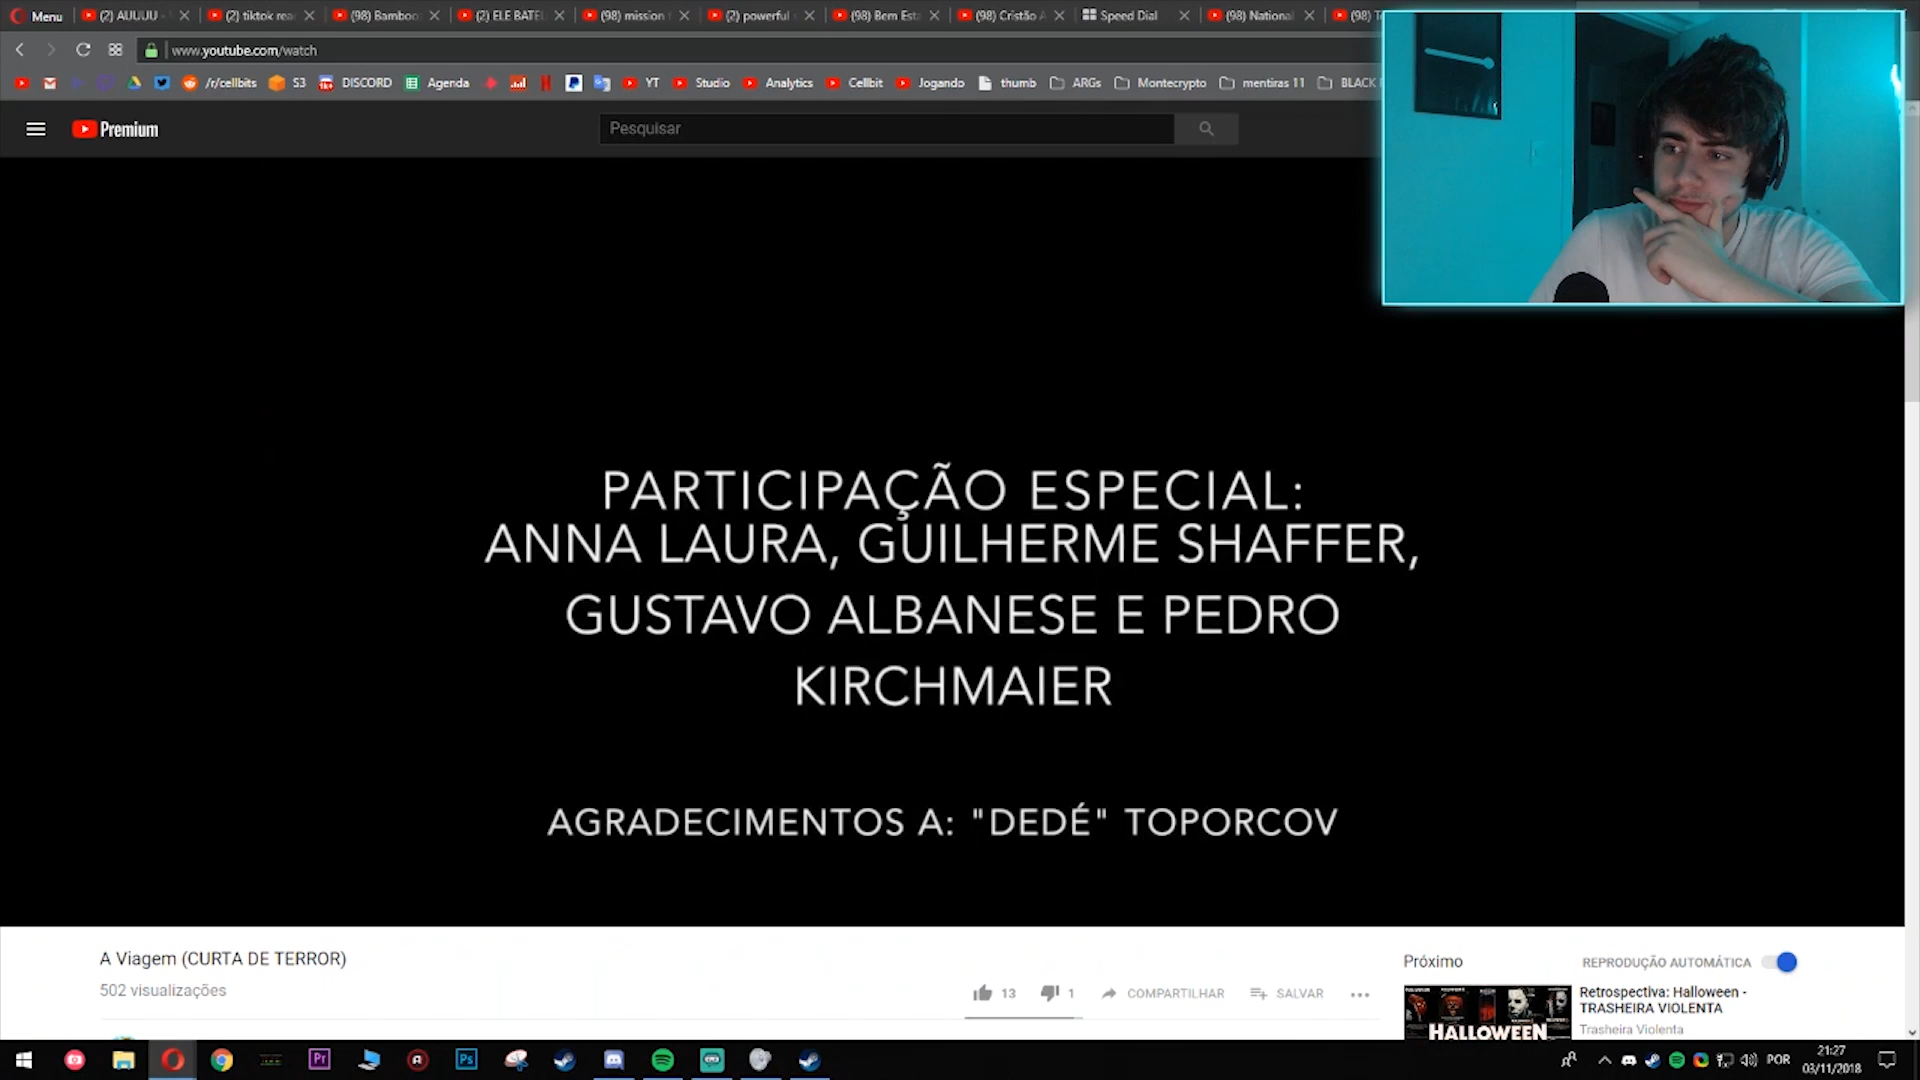 Menu (2) AUUUU - (2) tiktok rea (98) Bamboo (2) ELE BATE (98) mission (2) powerful (98) Bem Est (98) Cristão A Speed Dial (98) National (98) T
www.youtube.com/watch
/r/cellbits S3 DISCORD Agenda YT Studio Analytics Cellbit Jogando thumb ARGs Montecrypto mentiras 11 BLACK
Premium Pesquisar
PARTICIPAÇÃO ESPECIAL:
ANNA LAURA, GUILHERME SHAFFER,
GUSTAVO ALBANESE E PEDRO
KIRCHMAIER
AGRADECIMENTOS A: "DEDÉ" TOPORCOV
A Viagem (CURTA DE TERROR)
502 visualizações
13 1 COMPARTILHAR SALVAR
Próximo REPRODUÇÃO AUTOMÁTICA
HALLOWEEN
Retrospectiva: Halloween -
TRASHEIRA VIOLENTA
Trasheira Violenta
Pr Ps POR
21:27
03/11/2018